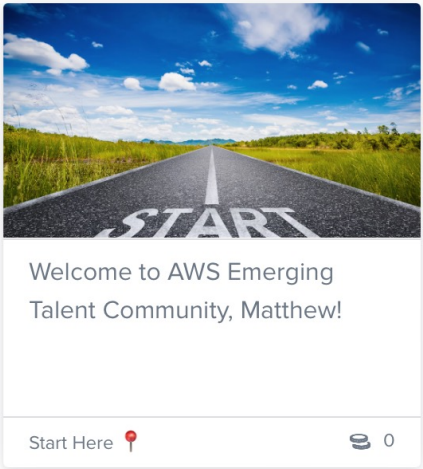 START
Welcome to AWS Emerging
Talent Community, Matthew!
Start Here 📍
0